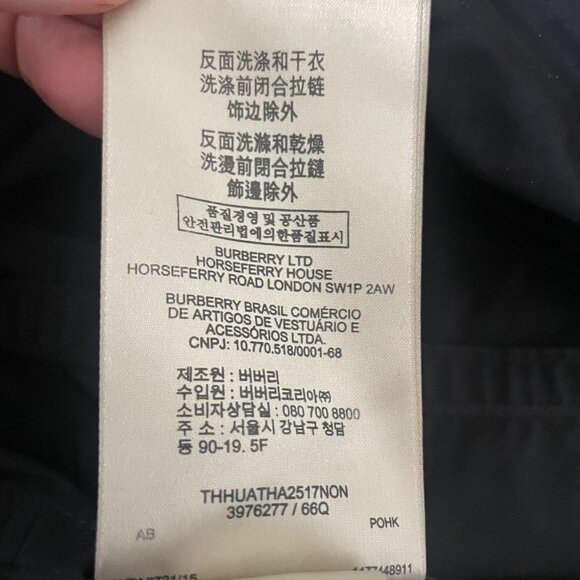 反面洗涤和干衣
洗涤前闭合拉链
饰边除外
反面洗滌和乾燥
洗燙前閉合拉鏈
飾邊除外
품질경영 및 공산품
안전관리법에의한품질표시
BURBERRY LTD
HORSEFERRY HOUSE
HORSEFERRY ROAD LONDON SW1P 2AW
BURBERRY BRASIL COMÉRCIO
DE ARTIGOS DE VESTUÁRIO E
ACESSÓRIOS LTDA.
CNPJ: 10.770.518/0001-68
제조원 : 버버리
수입원 : 버버리코리아㈜
소비자상담실 : 080 700 8800
주 소 : 서울시 강남구 청담
동 90-19. 5F
THHUATHA2517NON
3976277 / 66Q
AB
POHK